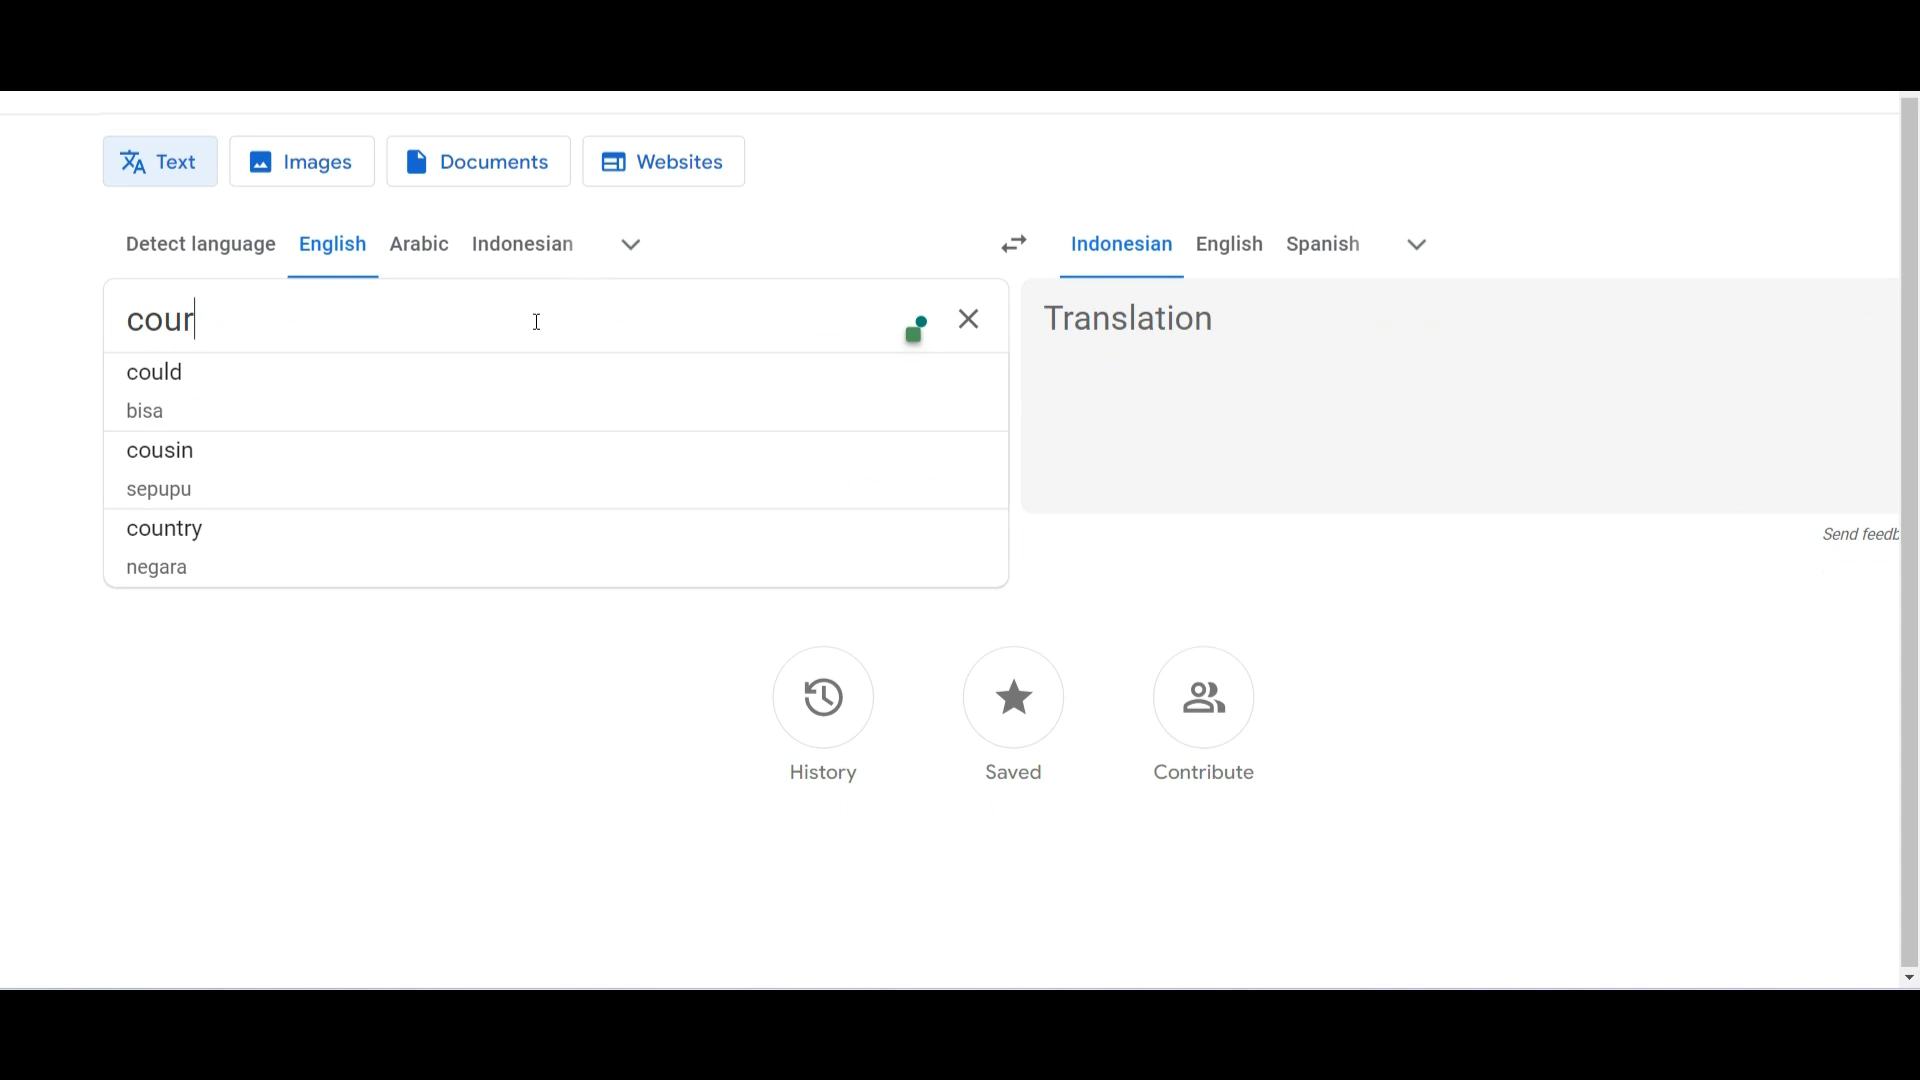 Text Images Documents Websites
Detect language English Arabic Indonesian Indonesian English Spanish
cour
Translation
could
bisa
cousin
sepupu
country
negara
Send feedb
History Saved Contribute